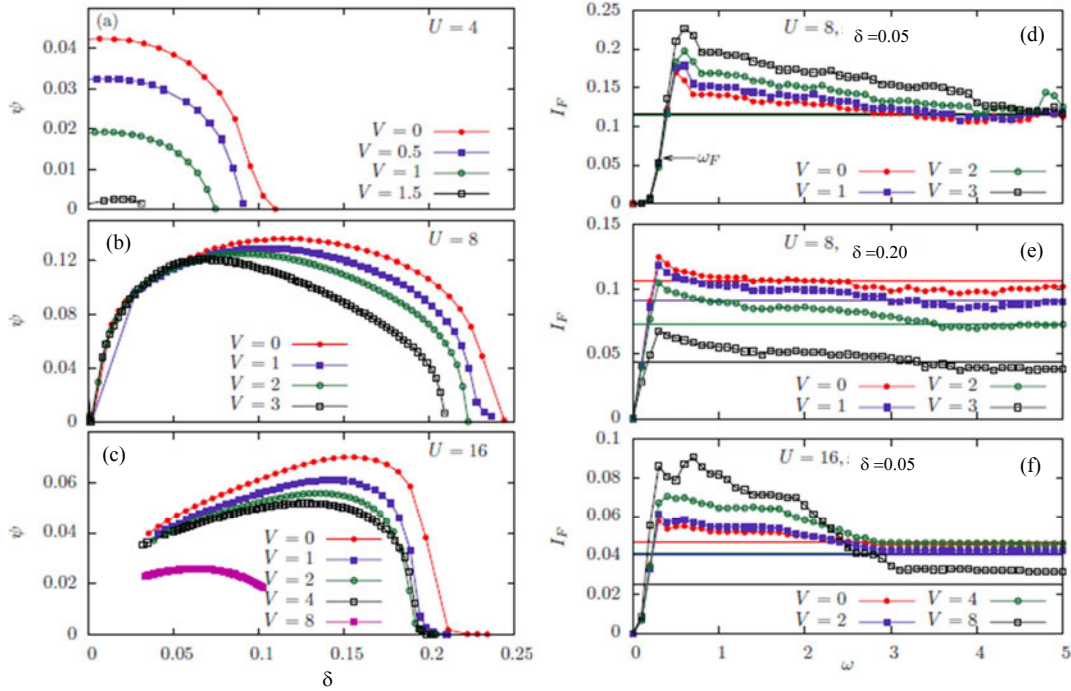 (a)
U = 4
ψ
0.04
0.03
0.02
0.01
0
V = 0
V = 0.5
V = 1
V = 1.5
(b)
U = 8
ψ
0.12
0.08
0.04
0
V = 0
V = 1
V = 2
V = 3
(c)
U = 16
ψ
0.06
0.04
0.02
0
V = 0
V = 1
V = 2
V = 4
V = 8
0 0.05 0.1 0.15 0.2 0.25
δ
U = 8, δ =0.05 (d)
I_F
0.25
0.20
0.15
0.1
0.05
0
ω_F
V = 0 V = 2
V = 1 V = 3
U = 8, δ =0.20 (e)
I_F
0.15
0.1
0.05
0
V = 0 V = 2
V = 1 V = 3
U = 16, δ =0.05 (f)
I_F
0.1
0.08
0.06
0.04
0.02
0
V = 0 V = 4
V = 2 V = 8
0 1 2 3 4 5
ω